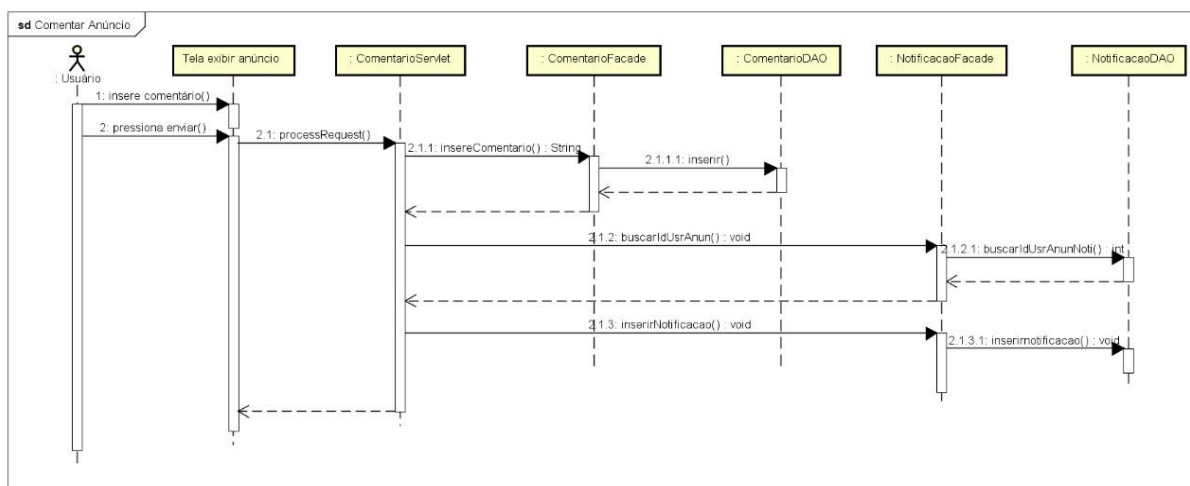 sd Comentar Anúncio
: Usuário
Tela exibir anúncio
: ComentarioServlet
: ComentarioFacade
: ComentarioDAO
: NotificacaoFacade
: NotificacaoDAO
1: insere comentário()
2: pressiona enviar()
2.1: processRequest()
2.1.1: insereComentario() : String
2.1.1.1: inserir()
2.1.2: buscarIdUsrAnun() : void
2.1.2.1: buscarIdUsrAnunNoti() : int
2.1.3: inserirNotificacao() : void
2.1.3.1: inserirnotificacao() : void